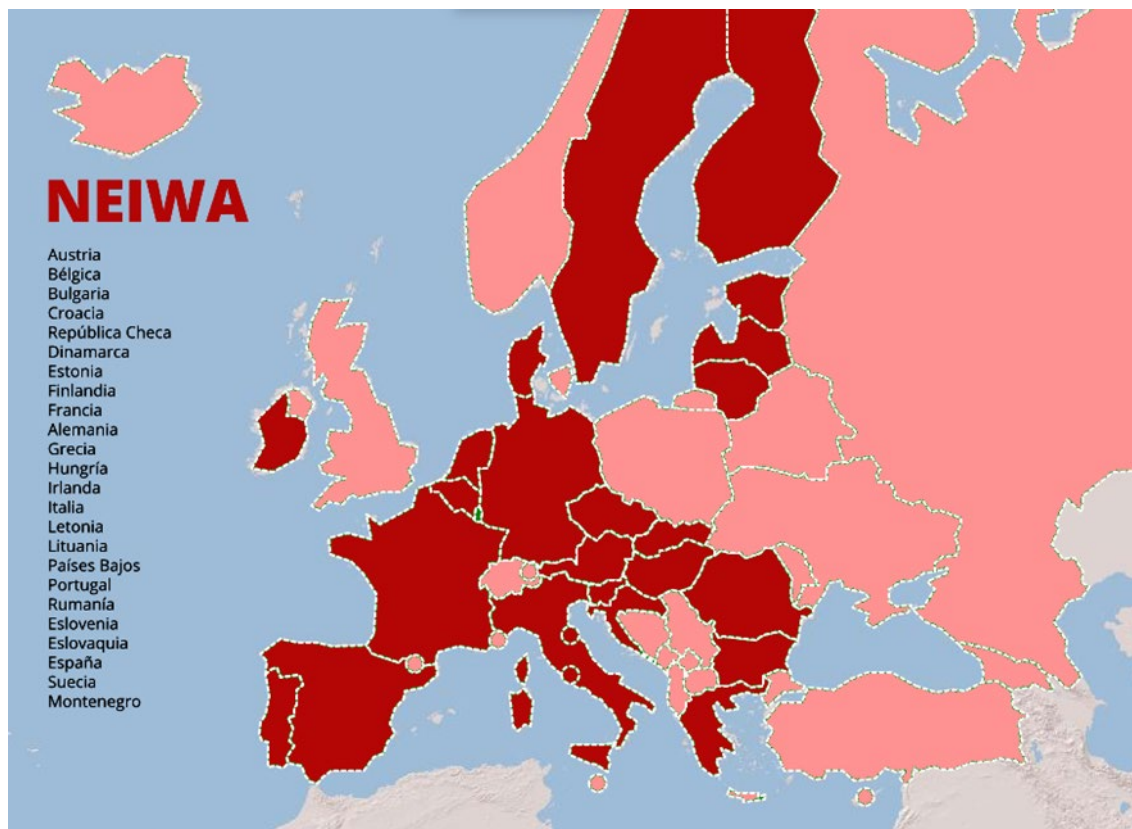 NEIWA
Austria
Bélgica
Bulgaria
Croacia
República Checa
Dinamarca
Estonia
Finlandia
Francia
Alemania
Grecia
Hungría
Irlanda
Italia
Letonia
Lituania
Países Bajos
Portugal
Rumanía
Eslovenia
Eslovaquia
España
Suecia
Montenegro